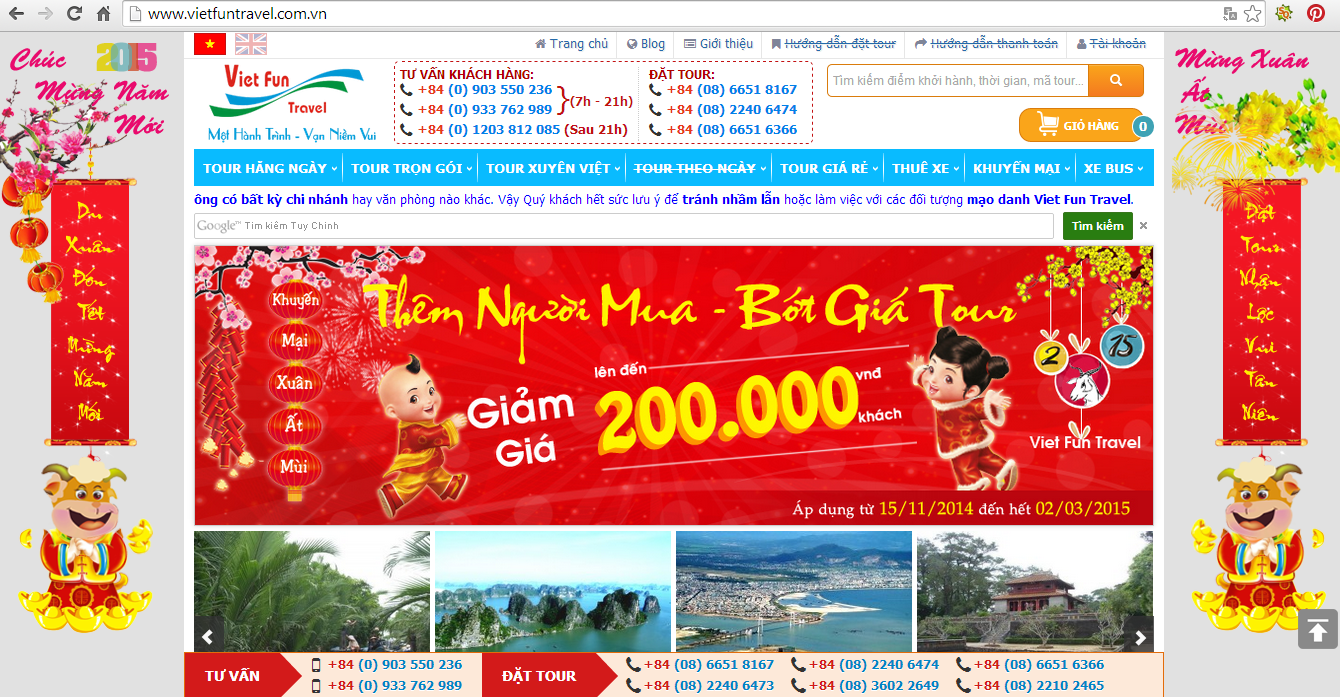 www.vietfuntravel.com.vn
Chúc 2015
Mừng Năm
Mới
Trang chủ
Blog
Giới thiệu
Hướng dẫn đặt tour
Hướng dẫn thanh toán
Tài khoản
Viet Fun
Travel
Một Hành Trình - Vạn Niềm Vui
TƯ VẤN KHÁCH HÀNG:
+84 (0) 903 550 236
+84 (0) 933 762 989
(7h - 21h)
+84 (0) 1203 812 085 (Sau 21h)
ĐẶT TOUR:
+84 (08) 6651 8167
+84 (08) 2240 6474
+84 (08) 6651 6366
Tìm kiếm điểm khởi hành, thời gian, mã tour...
GIỎ HÀNG 0
Mừng Xuân
Ất
Mùi
TOUR HÀNG NGÀY
TOUR TRỌN GÓI
TOUR XUYÊN VIỆT
TOUR THEO NGÀY
TOUR GIÁ RẺ
THUÊ XE
KHUYẾN MẠI
XE BUS
ông có bất kỳ chi nhánh hay văn phòng nào khác. Vậy Quý khách hết sức lưu ý để tránh nhầm lẫn hoặc làm việc với các đối tượng mạo danh Viet Fun Travel.
Google™ Tìm kiếm Tùy Chỉnh
Tìm kiếm
×
Du
Xuân
Đón
Tết
Mừng
Năm
Mới
Khuyến
Mại
Xuân
Ất
Mùi
Thêm Người Mua - Bớt Giá Tour
Giảm
Giá
lên đến
200.000 vnđ
khách
2 15
Viet Fun Travel
Áp dụng từ 15/11/2014 đến hết 02/03/2015
Đặt
Tour
Nhận
Lộc
Vui
Tân
Niên
TƯ VẤN
+84 (0) 903 550 236
+84 (0) 933 762 989
ĐẶT TOUR
+84 (08) 6651 8167
+84 (08) 2240 6474
+84 (08) 6651 6366
+84 (08) 2240 6473
+84 (08) 3602 2649
+84 (08) 2210 2465